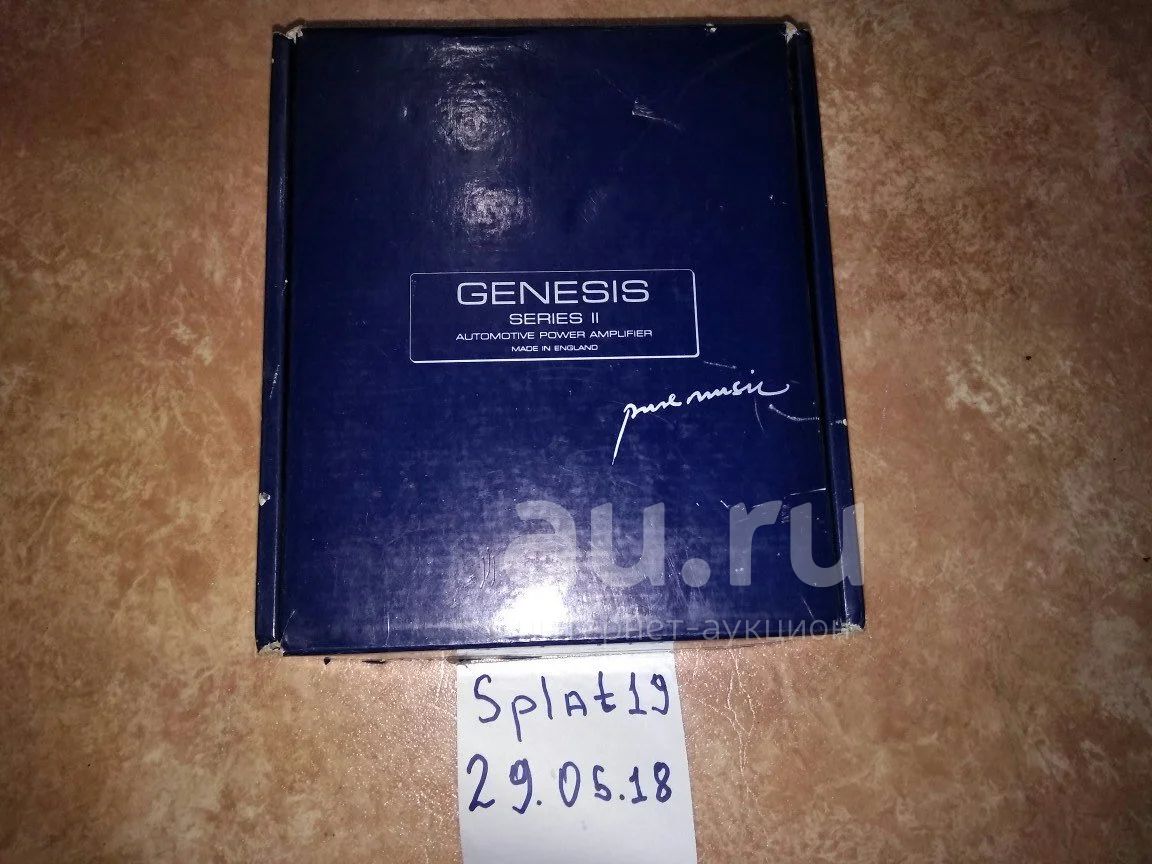 GENESIS
SERIES II
AUTOMOTIVE POWER AMPLIFIER
MADE IN ENGLAND
pure music
au.ru
интернет-аукцион
Splat19
29.05.18